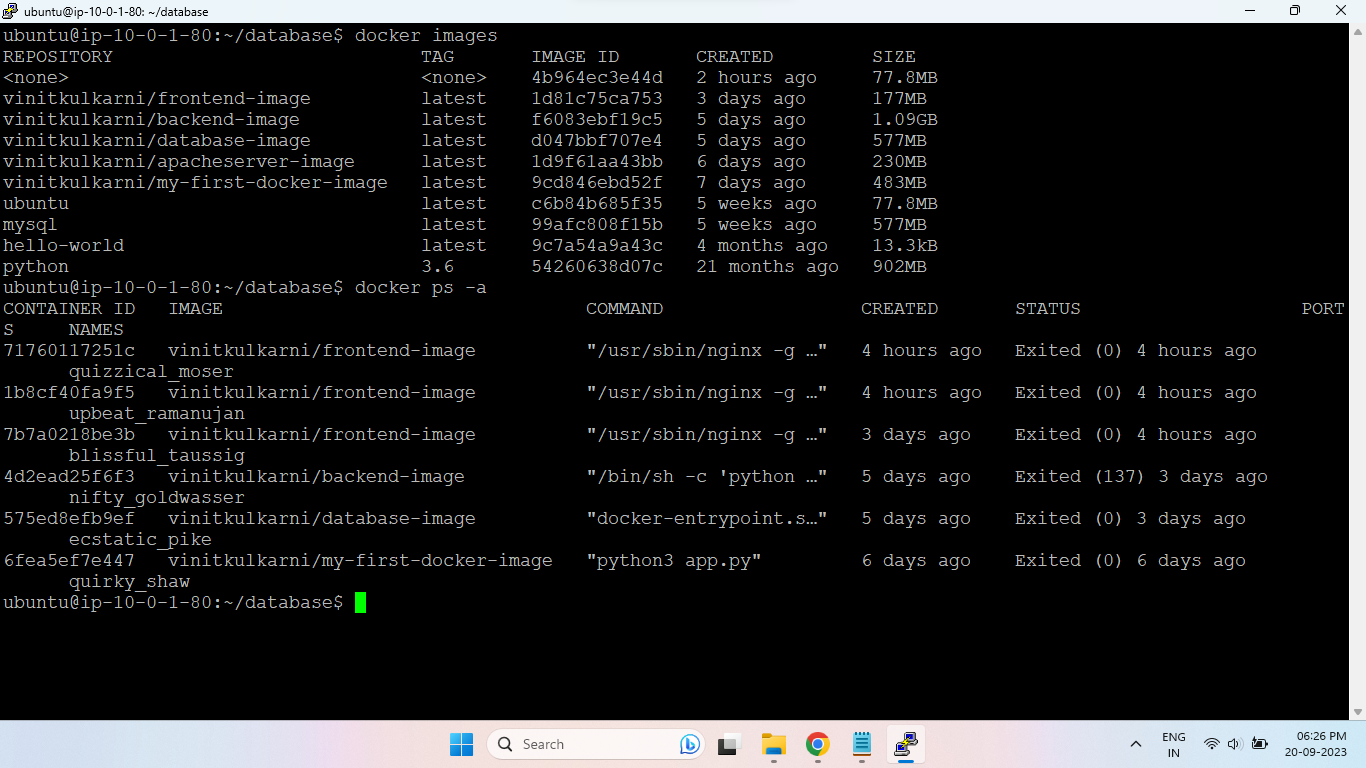 ubuntu@ip-10-0-1-80: ~/database
ubuntu@ip-10-0-1-80:~/database$ docker images
REPOSITORY TAG IMAGE ID CREATED SIZE
<none> <none> 4b964ec3e44d 2 hours ago 77.8MB
vinitkulkarni/frontend-image latest 1d81c75ca753 3 days ago 177MB
vinitkulkarni/backend-image latest f6083ebf19c5 5 days ago 1.09GB
vinitkulkarni/database-image latest d047bbf707e4 5 days ago 577MB
vinitkulkarni/apacheserver-image latest 1d9f61aa43bb 6 days ago 230MB
vinitkulkarni/my-first-docker-image latest 9cd846ebd52f 7 days ago 483MB
ubuntu latest c6b84b685f35 5 weeks ago 77.8MB
mysql latest 99afc808f15b 5 weeks ago 577MB
hello-world latest 9c7a54a9a43c 4 months ago 13.3kB
python 3.6 54260638d07c 21 months ago 902MB
ubuntu@ip-10-0-1-80:~/database$ docker ps -a
CONTAINER ID IMAGE COMMAND CREATED STATUS PORT
S NAMES
71760117251c vinitkulkarni/frontend-image "/usr/sbin/nginx -g …" 4 hours ago Exited (0) 4 hours ago
quizzical_moser
1b8cf40fa9f5 vinitkulkarni/frontend-image "/usr/sbin/nginx -g …" 4 hours ago Exited (0) 4 hours ago
upbeat_ramanujan
7b7a0218be3b vinitkulkarni/frontend-image "/usr/sbin/nginx -g …" 3 days ago Exited (0) 4 hours ago
blissful_taussig
4d2ead25f6f3 vinitkulkarni/backend-image "/bin/sh -c 'python …" 5 days ago Exited (137) 3 days ago
nifty_goldwasser
575ed8efb9ef vinitkulkarni/database-image "docker-entrypoint.s…" 5 days ago Exited (0) 3 days ago
ecstatic_pike
6fea5ef7e447 vinitkulkarni/my-first-docker-image "python3 app.py" 6 days ago Exited (0) 6 days ago
quirky_shaw
ubuntu@ip-10-0-1-80:~/database$
Search
ENG
IN
06:26 PM
20-09-2023